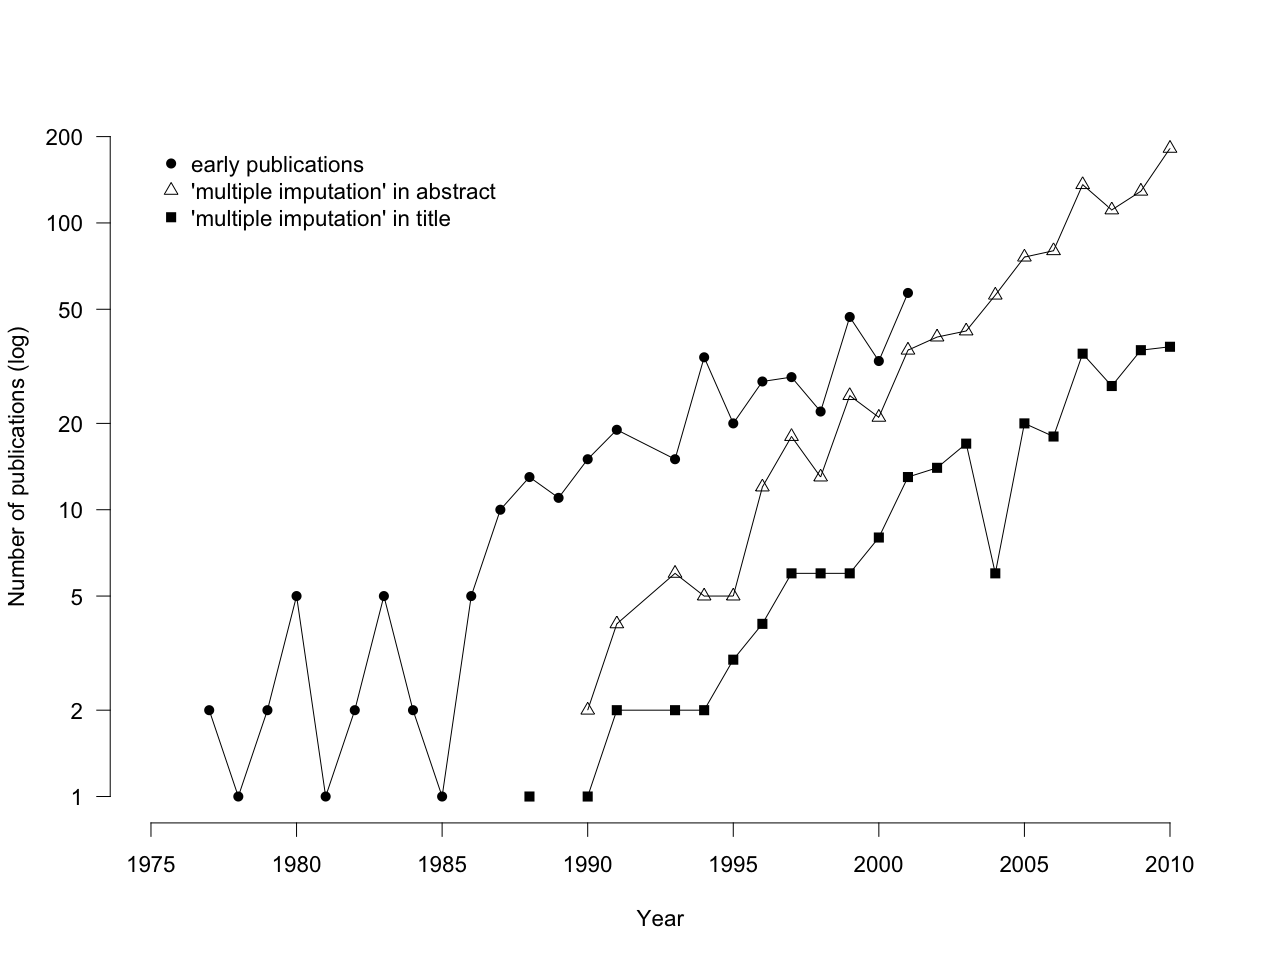 200
100
50
20
10
5
2
1
Number of publications (log)
early publications
'multiple imputation' in abstract
'multiple imputation' in title
1975 1980 1985 1990 1995 2000 2005 2010
Year